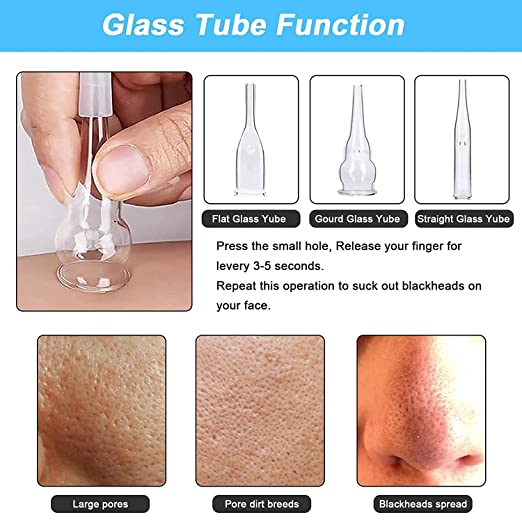 Glass Tube Function
Flat Glass Yube
Gourd Glass Yube
Straight Glass Yube
Press the small hole, Release your finger for
levery 3-5 seconds.
Repeat this operation to suck out blackheads on
your face.
Large pores
Pore dirt breeds
Blackheads spread